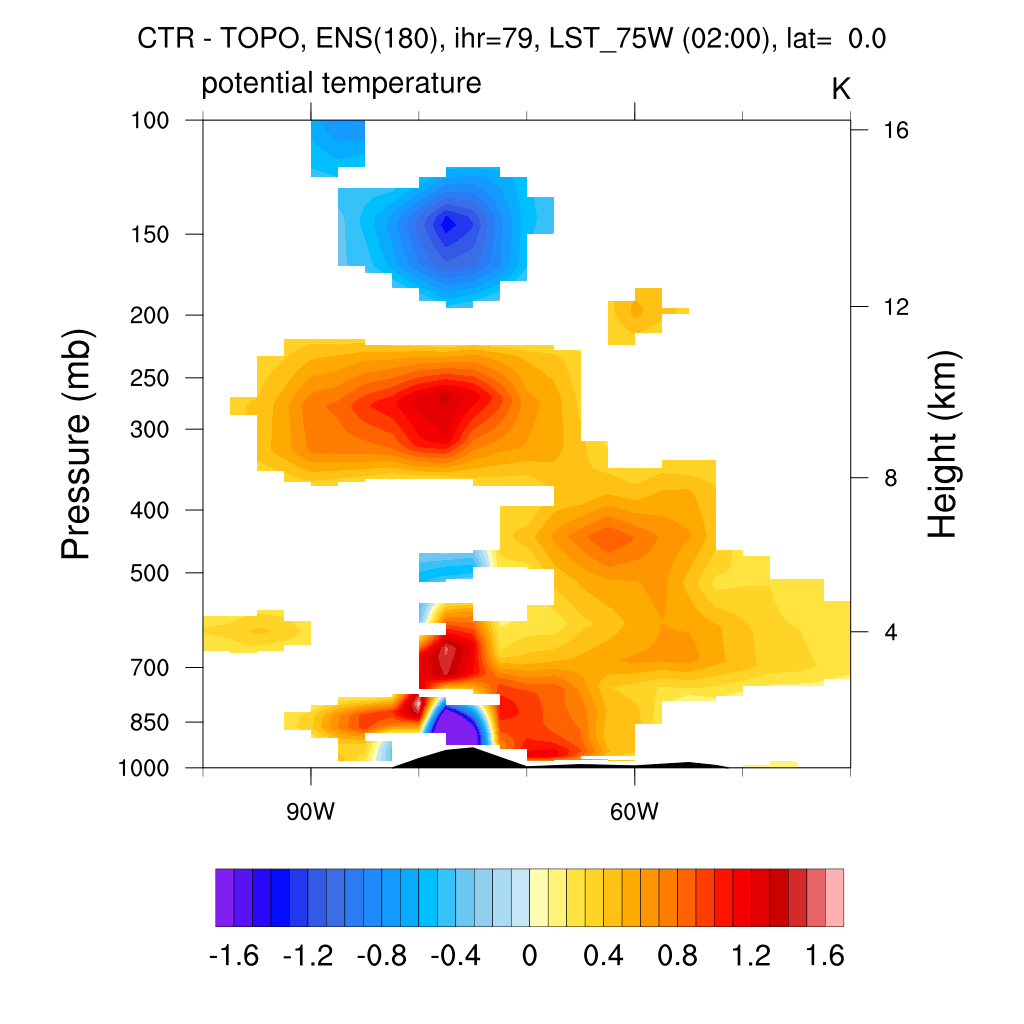 CTR - TOPO, ENS(180), ihr=79, LST_75W (02:00), lat=  0.0
potential temperature K
100
150
200
250
300
400
500
700
850
1000
Pressure (mb)
16
12
8
4
Height (km)
90W 60W
-1.6 -1.2 -0.8 -0.4 0 0.4 0.8 1.2 1.6